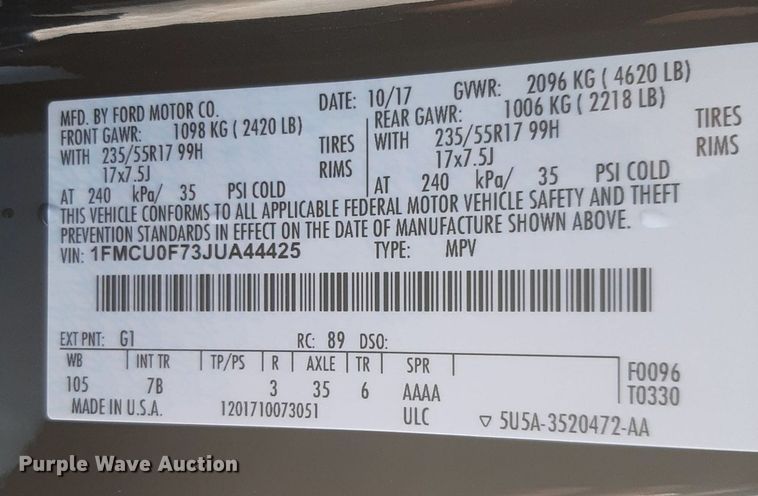 MFD. BY FORD MOTOR CO. DATE: 10/17 GVWR: 2096 KG ( 4620 LB)
FRONT GAWR: 1098 KG ( 2420 LB) REAR GAWR: 1006 KG ( 2218 LB)
WITH 235/55R17 99H TIRES WITH 235/55R17 99H TIRES
17x7.5J RIMS 17x7.5J RIMS
AT 240 kPa/ 35 PSI COLD AT 240 kPa/ 35 PSI COLD
THIS VEHICLE CONFORMS TO ALL APPLICABLE FEDERAL MOTOR VEHICLE SAFETY AND THEFT
PREVENTION STANDARDS IN EFFECT ON THE DATE OF MANUFACTURE SHOWN ABOVE.
VIN: 1FMCU0F73JUA44425 TYPE: MPV
EXT PNT: G1 RC: 89 DSO:
WB INT TR TP/PS R AXLE TR SPR F0096
105 7B 3 35 6 AAAA T0330
MADE IN U.S.A. 1201710073051 ULC ▽ 5U5A-3520472-AA
Purple Wave Auction